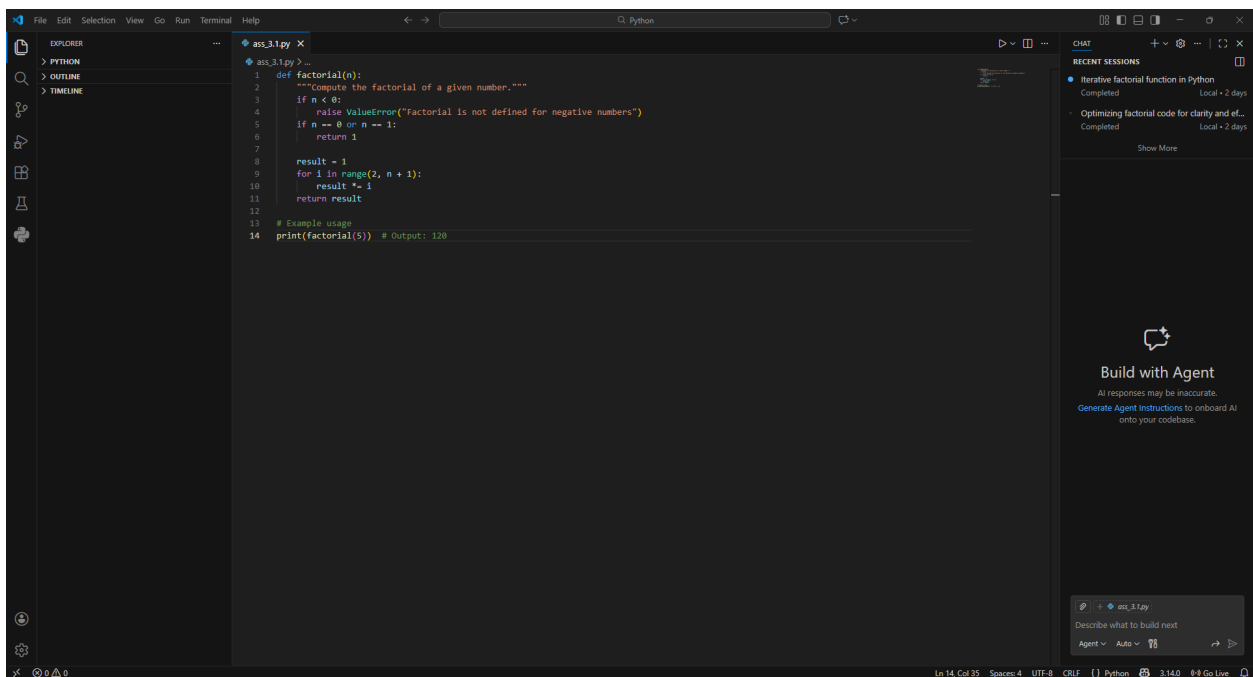 File Edit Selection View Go Run Terminal Help
Python
EXPLORER
PYTHON
OUTLINE
TIMELINE
ass_3.1.py
ass_3.1.py > ...
1 def factorial(n):
2 """Compute the factorial of a given number."""
3 if n < 0:
4 raise ValueError("Factorial is not defined for negative numbers")
5 if n == 0 or n == 1:
6 return 1
7
8 result = 1
9 for i in range(2, n + 1):
10 result *= i
11 return result
12
13 # Example usage
14 print(factorial(5)) # Output: 120
CHAT
RECENT SESSIONS
Iterative factorial function in Python
Completed Local • 2 days
Optimizing factorial code for clarity and ef...
Completed Local • 2 days
Show More
Build with Agent
AI responses may be inaccurate.
Generate Agent Instructions to onboard AI
onto your codebase.
ass_3.1.py
Describe what to build next
Agent Auto
0 0 Ln 14, Col 35 Spaces: 4 UTF-8 CRLF { } Python 3.14.0 Go Live